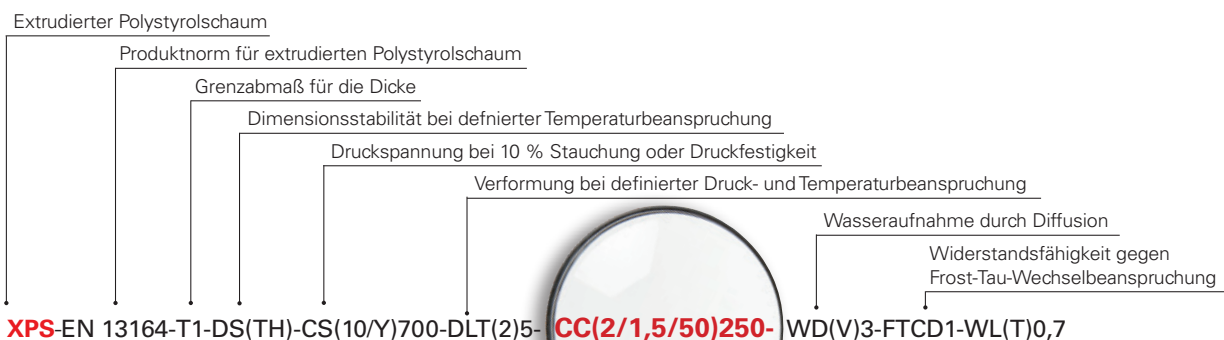 Extrudierter Polystyrolschaum
Produktnorm für extrudierten Polystyrolschaum
Grenzabmaß für die Dicke
Dimensionsstabilität bei defnierter Temperaturbeanspruchung
Druckspannung bei 10 % Stauchung oder Druckfestigkeit
Verformung bei definierter Druck- und Temperaturbeanspruchung
Wasseraufnahme durch Diffusion
Widerstandsfähigkeit gegen
Frost-Tau-Wechselbeanspruchung
XPS-EN 13164-T1-DS(TH)-CS(10/Y)700-DLT(2)5- CC(2/1,5/50)250- WD(V)3-FTCD1-WL(T)0,7